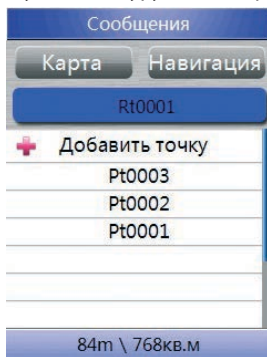 Сообщения
Карта Навигация
Rt0001
Добавить точку
Pt0003
Pt0002
Pt0001
84m \ 768кв.м